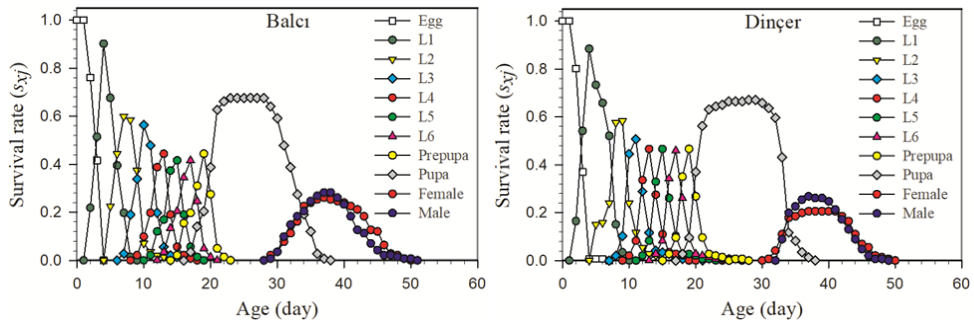 Balcı
Survival rate (sxj)
1.0
0.8
0.6
0.4
0.2
0.0
0 10 20 30 40 50 60
Age (day)
Egg
L1
L2
L3
L4
L5
L6
Prepupa
Pupa
Female
Male
Dinçer
Survival rate (sxj)
1.0
0.8
0.6
0.4
0.2
0.0
0 10 20 30 40 50 60
Age (day)
Egg
L1
L2
L3
L4
L5
L6
Prepupa
Pupa
Female
Male